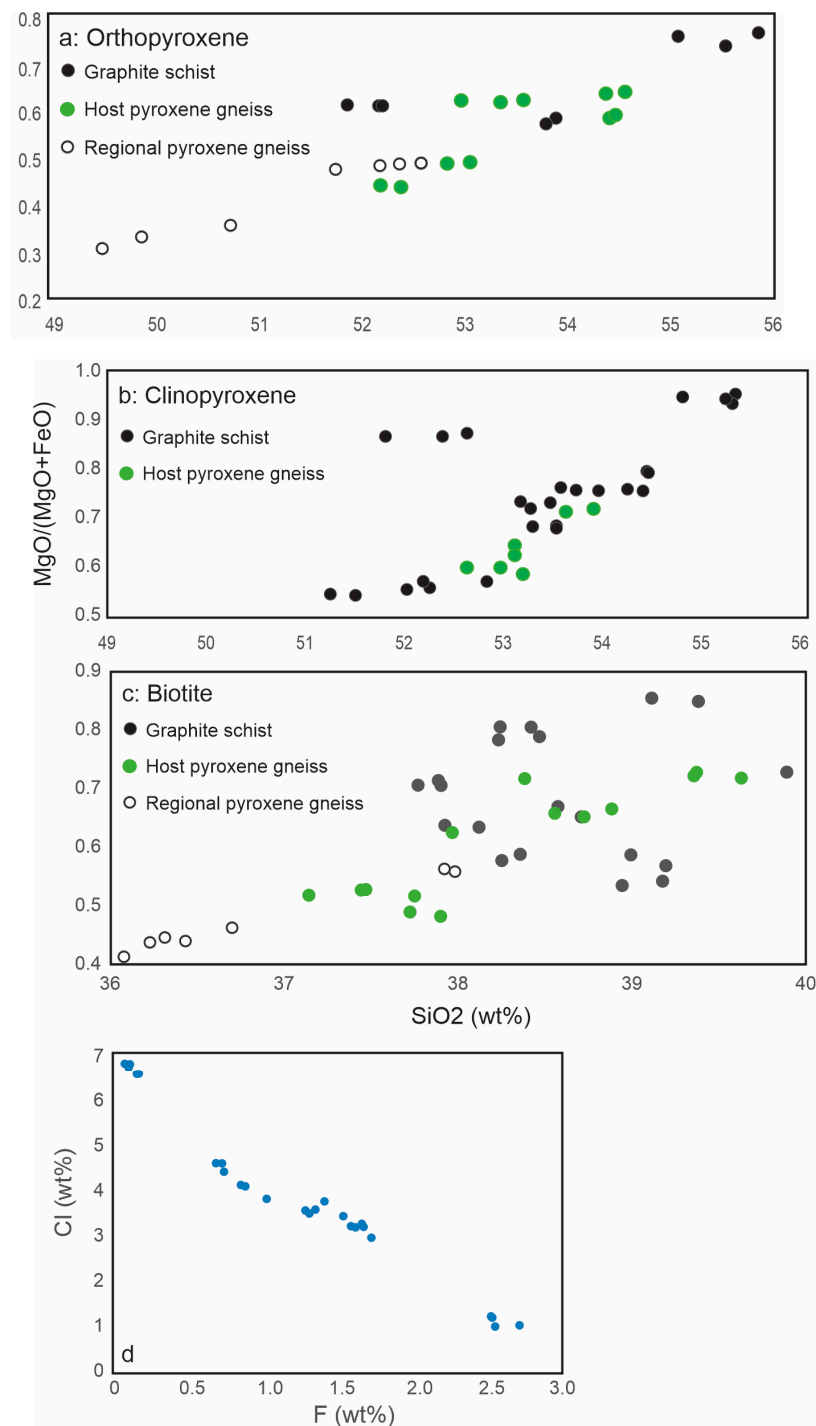 0.8
a: Orthopyroxene
Graphite schist
0.7
Host pyroxene gneiss
0.6
Regional pyroxene gneiss
0.5
0.4
0.3
0.2
49 50 51 52 53 54 55 56
1.0
b: Clinopyroxene
0.9
Graphite schist
0.8
Host pyroxene gneiss
0.7
0.6
0.5
MgO/(MgO+FeO)
49 50 51 52 53 54 55 56
0.9
c: Biotite
Graphite schist
0.8
Host pyroxene gneiss
0.7
Regional pyroxene gneiss
0.6
0.5
0.4
36 37 38 39 40
SiO2 (wt%)
7
6
5
4
3
2
1
0
Cl (wt%)
d
0 0.5 1.0 1.5 2.0 2.5 3.0
F (wt%)